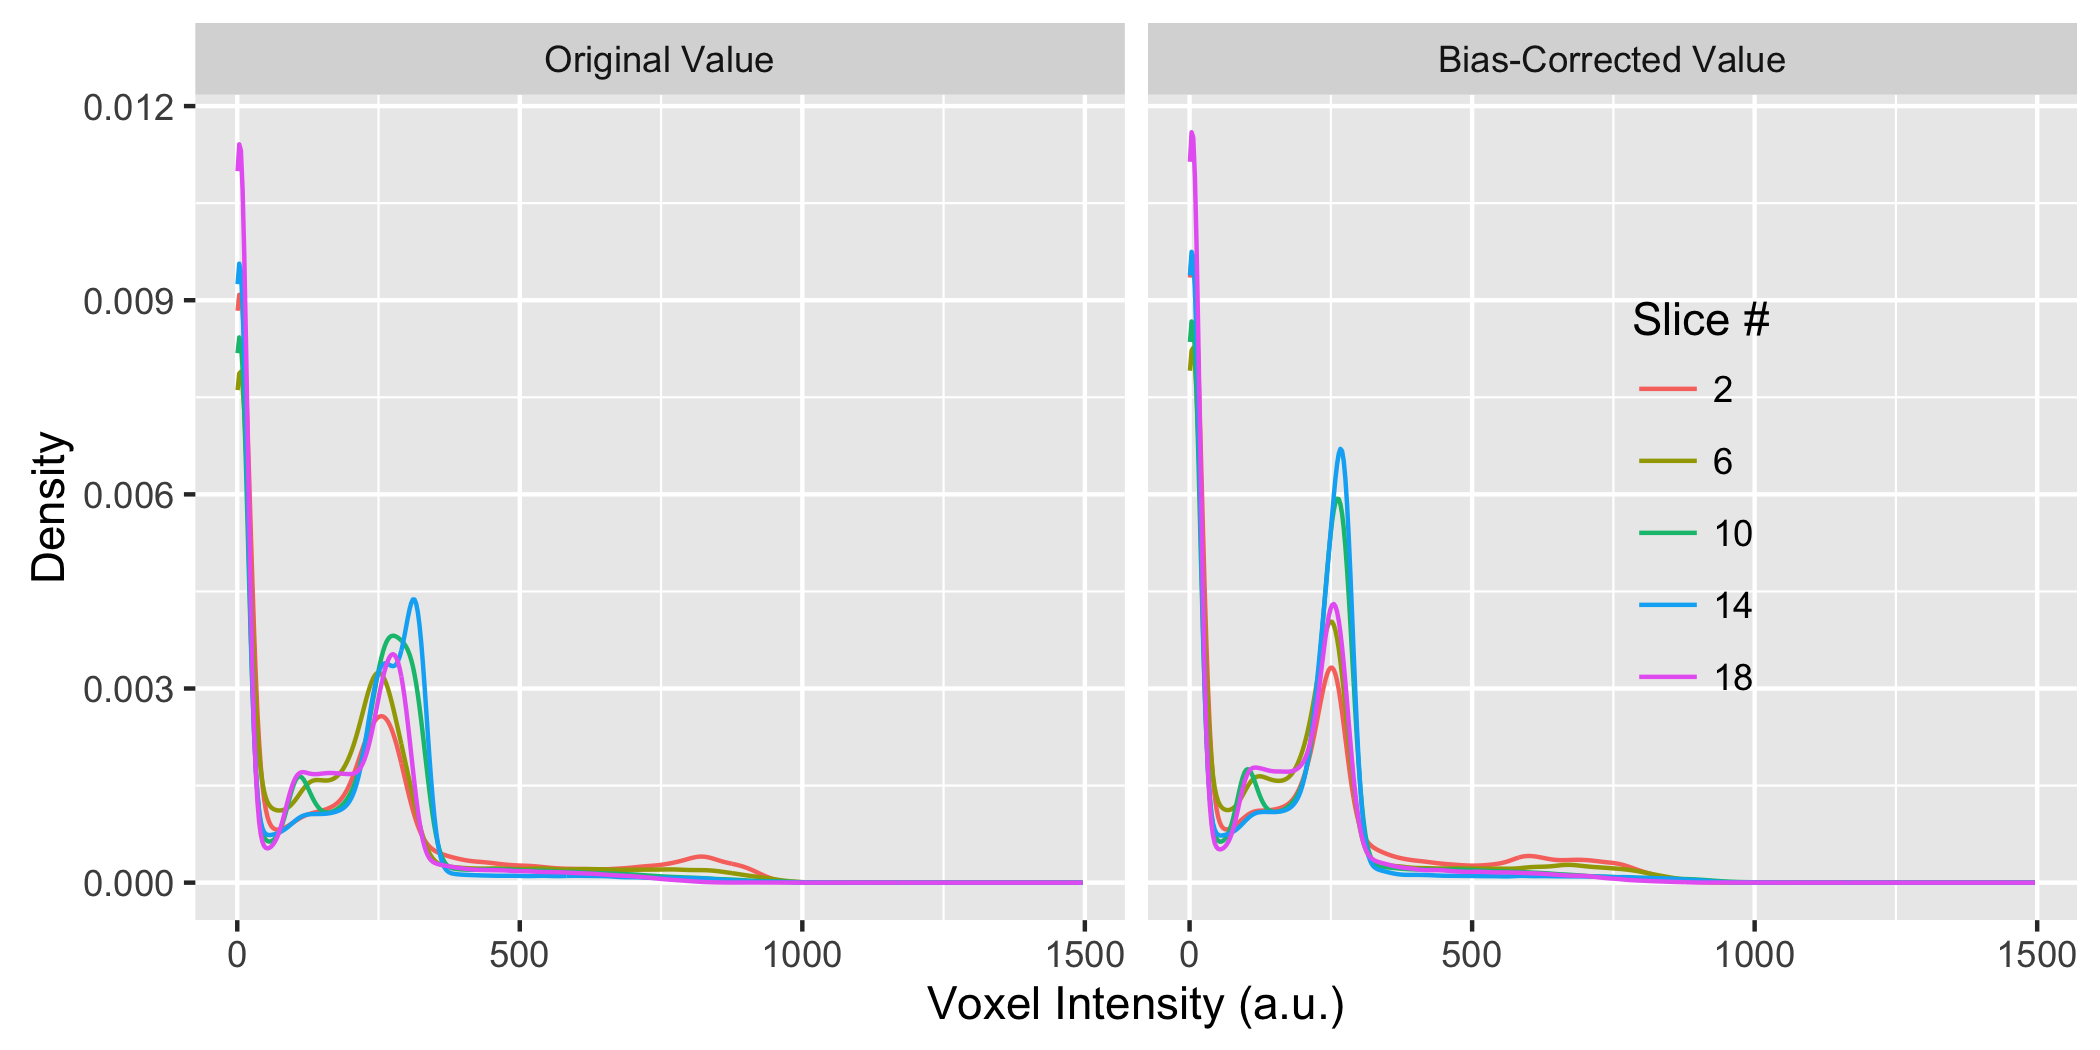 Original Value
Bias-Corrected Value
0.012
0.009
0.006
0.003
0.000
Density
Slice #
2
6
10
14
18
0 500 1000 1500
0 500 1000 1500
Voxel Intensity (a.u.)